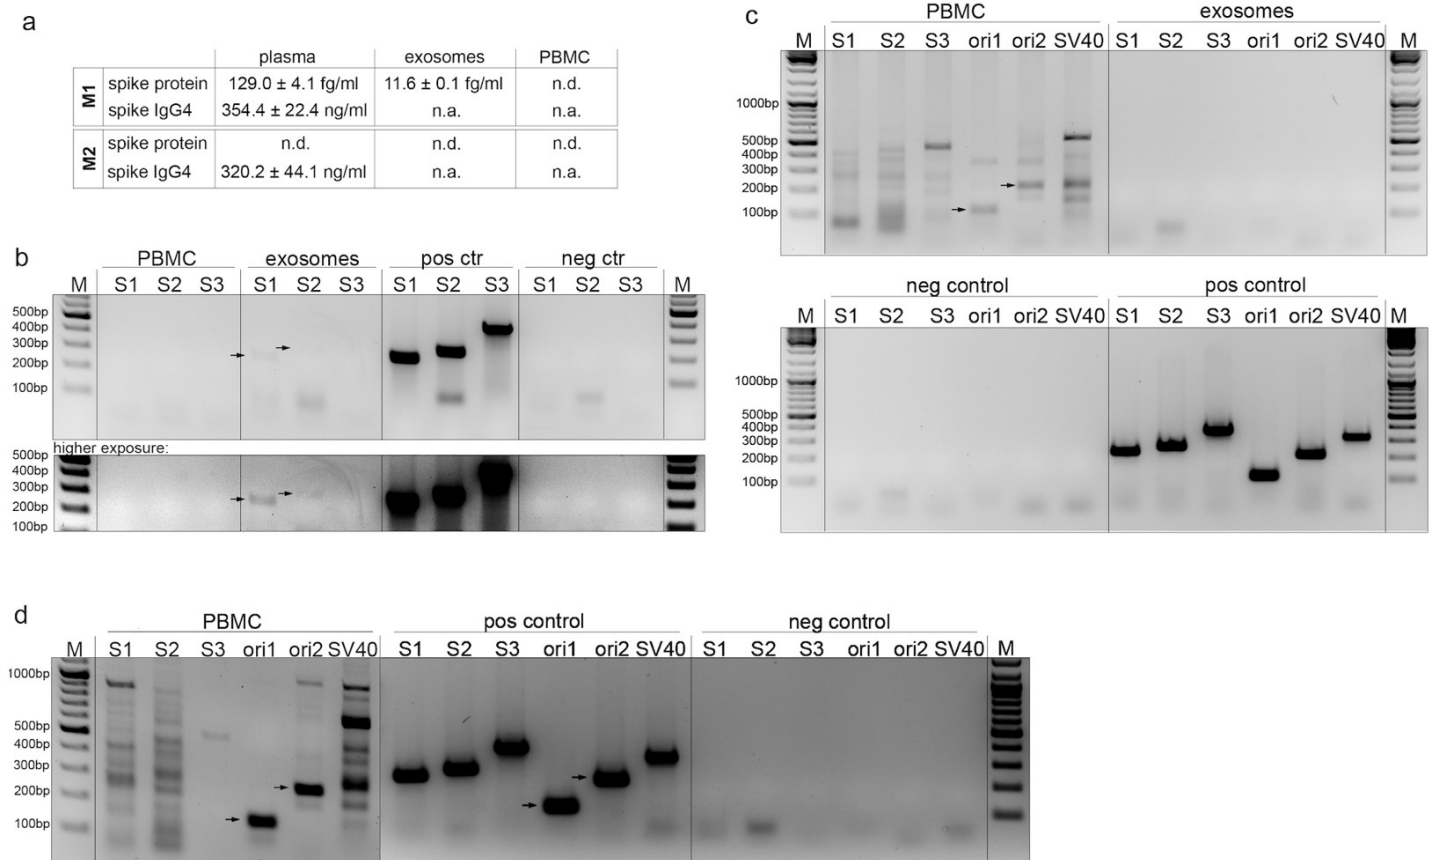 a
plasma exosomes PBMC
M1
spike protein 129.0 ± 4.1 fg/ml 11.6 ± 0.1 fg/ml n.d.
spike IgG4 354.4 ± 22.4 ng/ml n.a. n.a.
M2
spike protein n.d. n.d. n.d.
spike IgG4 320.2 ± 44.1 ng/ml n.a. n.a.
b
PBMC exosomes pos ctr neg ctr
M S1 S2 S3 S1 S2 S3 S1 S2 S3 S1 S2 S3 M
500bp
400bp
300bp
200bp
100bp
higher exposure:
500bp
400bp
300bp
200bp
100bp
c
PBMC exosomes
M S1 S2 S3 ori1 ori2 SV40 S1 S2 S3 ori1 ori2 SV40 M
1000bp
500bp
400bp
300bp
200bp
100bp
neg control pos control
M S1 S2 S3 ori1 ori2 SV40 S1 S2 S3 ori1 ori2 SV40 M
1000bp
500bp
400bp
300bp
200bp
100bp
d
PBMC pos control neg control
M S1 S2 S3 ori1 ori2 SV40 S1 S2 S3 ori1 ori2 SV40 S1 S2 S3 ori1 ori2 SV40 M
1000bp
500bp
400bp
300bp
200bp
100bp